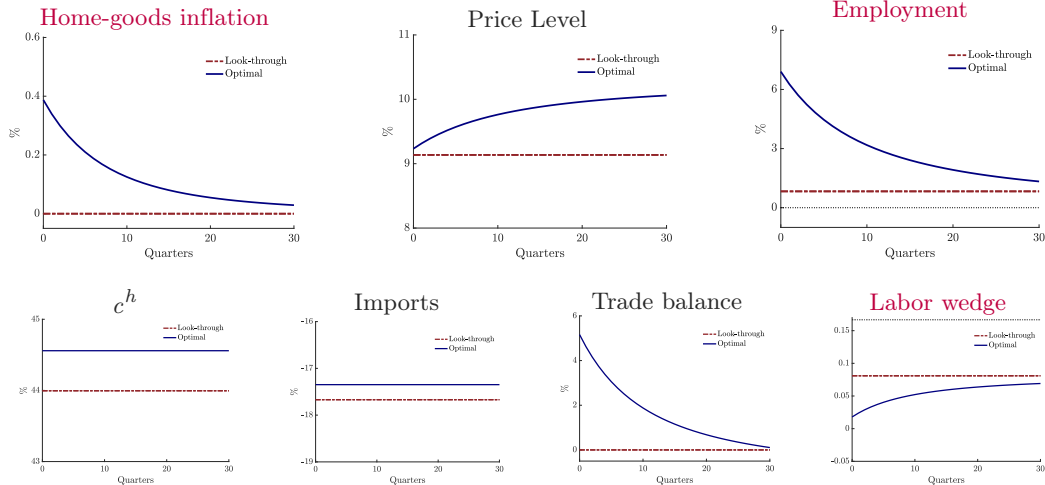 Home-goods inflation
0.6
0.4
0.2
0
%
Look-through
Optimal
0 10 20 30
Quarters
Price Level
11
10
9
8
%
Look-through
Optimal
0 10 20 30
Quarters
Employment
9
6
3
0
%
Look-through
Optimal
0 10 20 30
Quarters
c^h
45
44
43
%
Look-through
Optimal
0 10 20 30
Quarters
Imports
-16
-17
-18
-19
%
Look-through
Optimal
0 10 20 30
Quarters
Trade balance
6
4
2
0
%
Look-through
Optimal
0 10 20 30
Quarters
Labor wedge
0.15
0.1
0.05
0
-0.05
Look-through
Optimal
0 10 20 30
Quarters